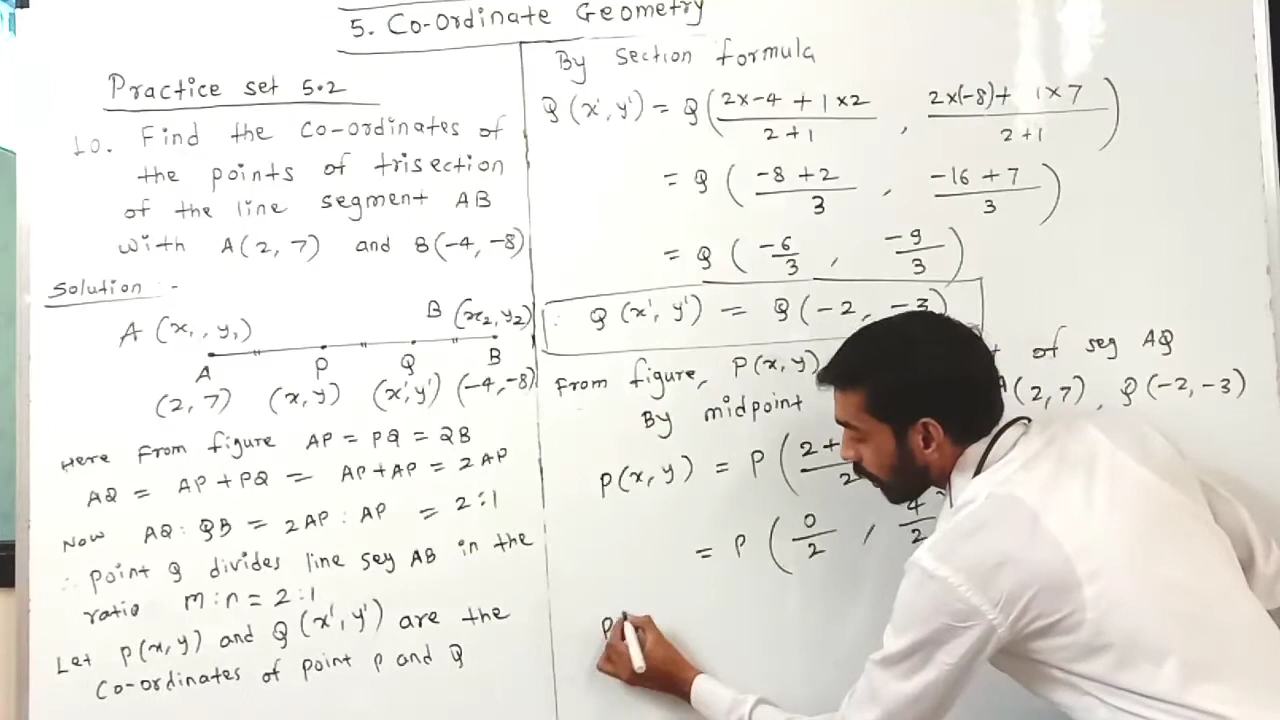 5. Co-Ordinate Geometry
Practice set 5.2
10. Find the Co-ordinates of
the points of trisection
of the line segment AB
with A(2, 7) and B(-4, -8)
Solution :-
A (x₁, y₁)
B (x₂, y₂)
A P Q B
(2, 7) (x, y) (x', y') (-4, -8)
Here From figure AP = PQ = QB
AQ = AP + PQ = AP + AP = 2AP
Now AQ : QB = 2AP : AP = 2:1
∴ point Q divides line seg AB in the
ratio m:n = 2:1
Let P(x, y) and Q (x', y') are the
Co-ordinates of point P and Q
By section formula
Q (x', y') = Q ( (2x-4 + 1x2)/(2+1) , (2x(-8) + 1x7)/(2+1) )
= Q ( (-8+2)/3 , (-16+7)/3 )
= Q ( -6/3 , -9/3 )
∴ Q (x', y') = Q (-2, -3)
From figure, P(x, y) of seg AQ
By midpoint A(2, 7), Q(-2, -3)
P(x, y) = P ( 2+ / 2
= P ( 0/2 , 4/2
P